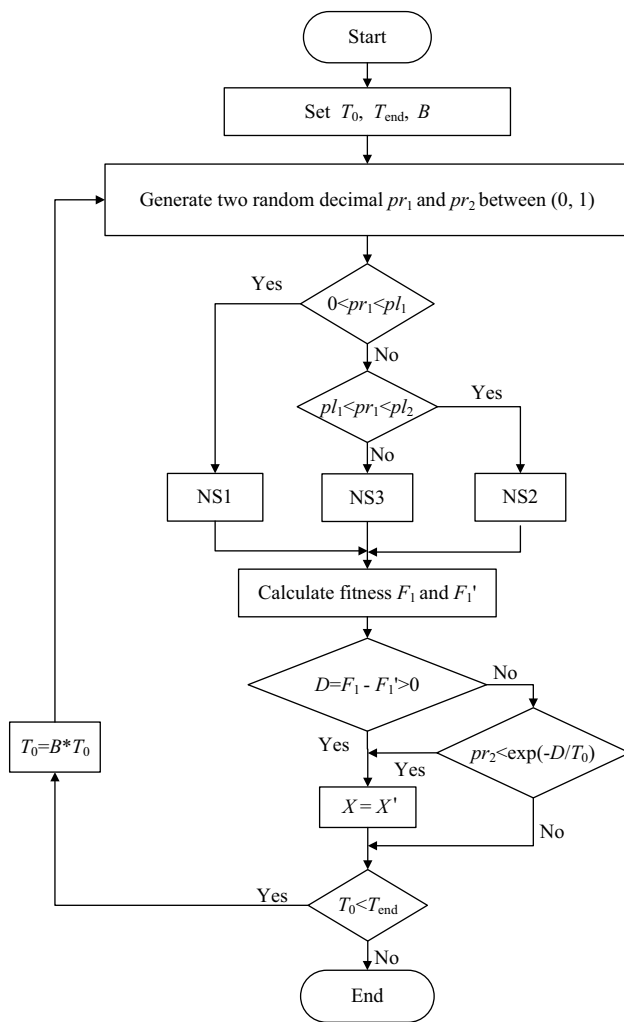 Start
Set T₀, Tend, B
Generate two random decimal pr₁ and pr₂ between (0, 1)
Yes
0<pr₁<pl₁
No
pl₁<pr₁<pl₂
Yes
No
NS1
NS3
NS2
Calculate fitness F₁ and F₁'
D=F₁ - F₁'>0
No
T₀=B*T₀
Yes
Yes
pr₂<exp(-D/T₀)
X = X'
No
Yes
T₀<Tend
No
End